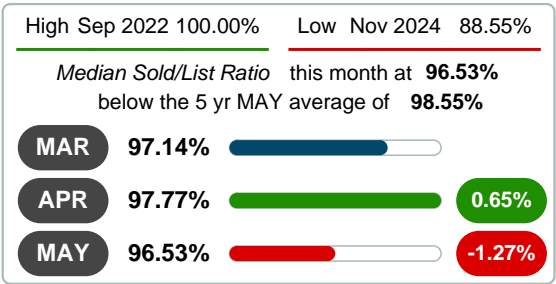 High Sep 2022 100.00% Low Nov 2024 88.55%
Median Sold/List Ratio this month at 96.53%
below the 5 yr MAY average of 98.55%
MAR 97.14%
APR 97.77% 0.65%
MAY 96.53% -1.27%